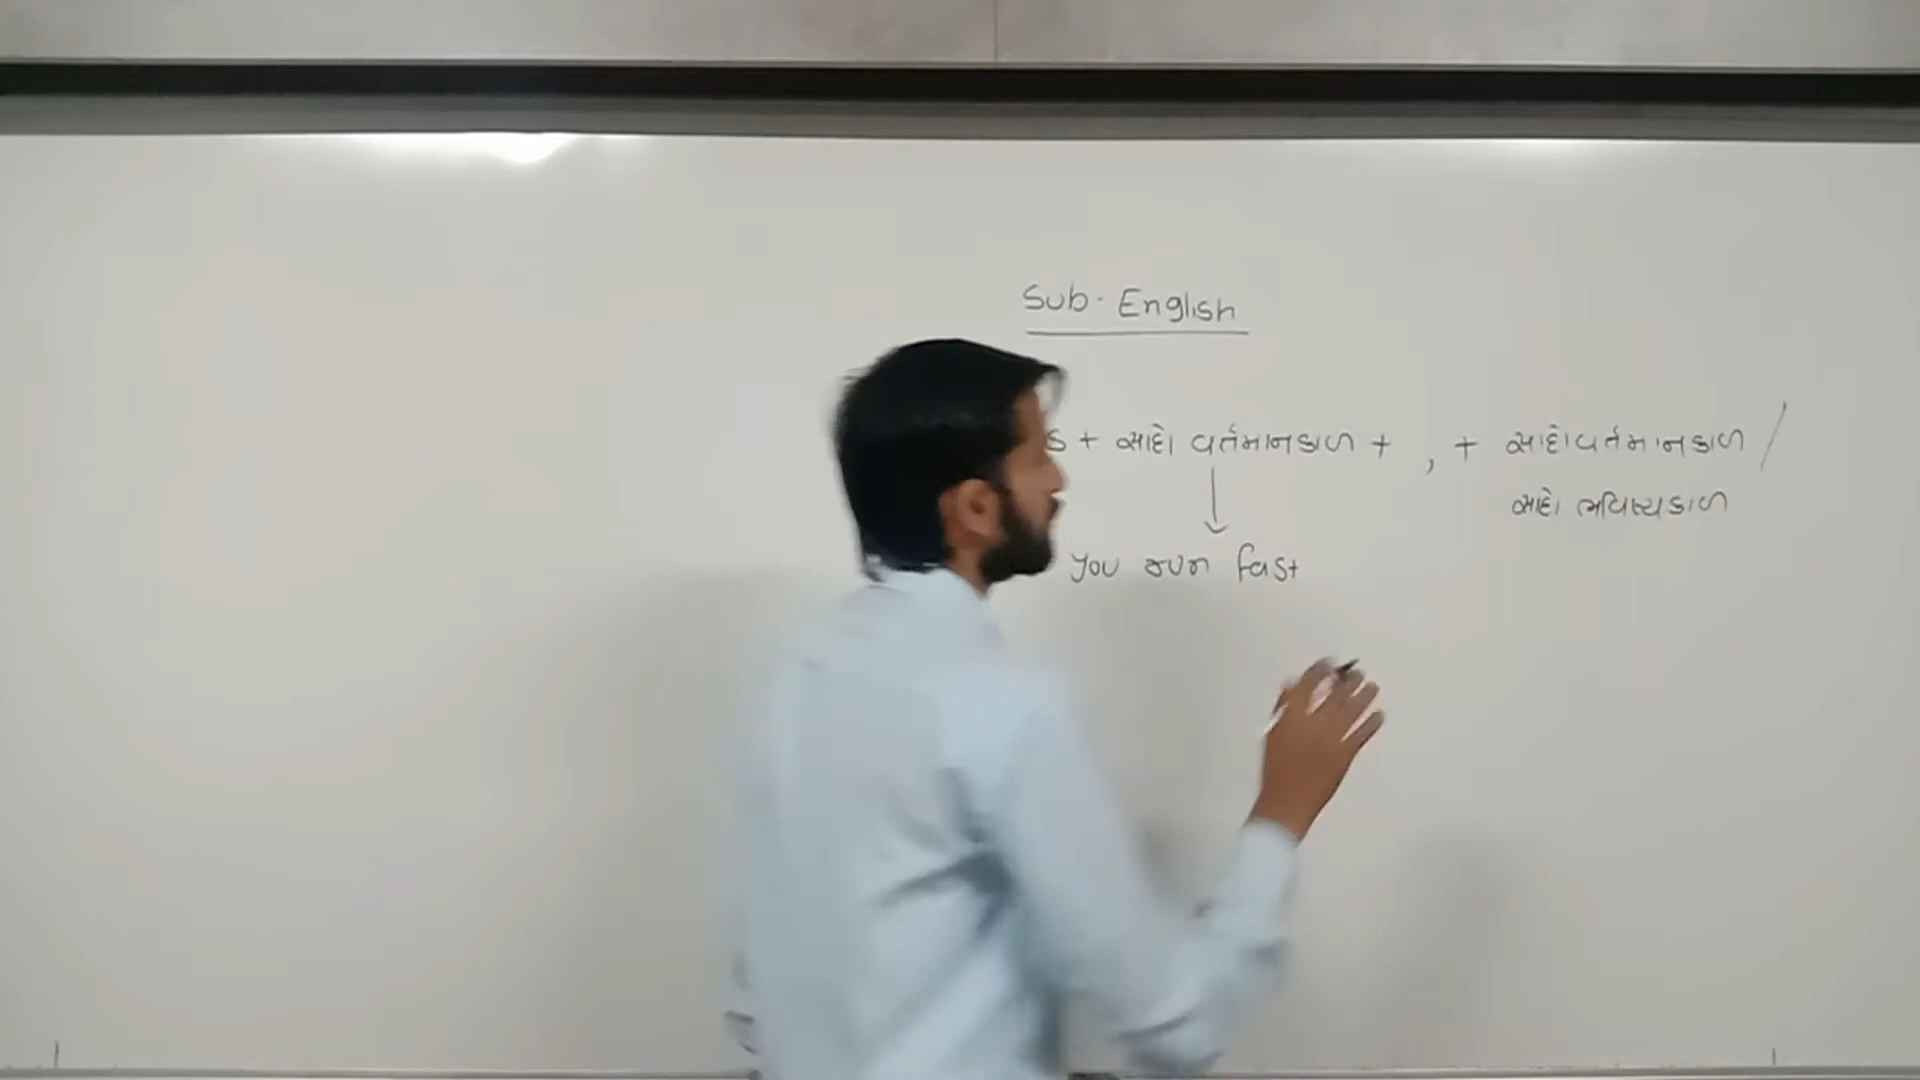 Sub. English
s + સાદો વર્તમાનકાળ + , + સાદો વર્તમાનકાળ /
સાદો ભવિષ્યકાળ
you run fast